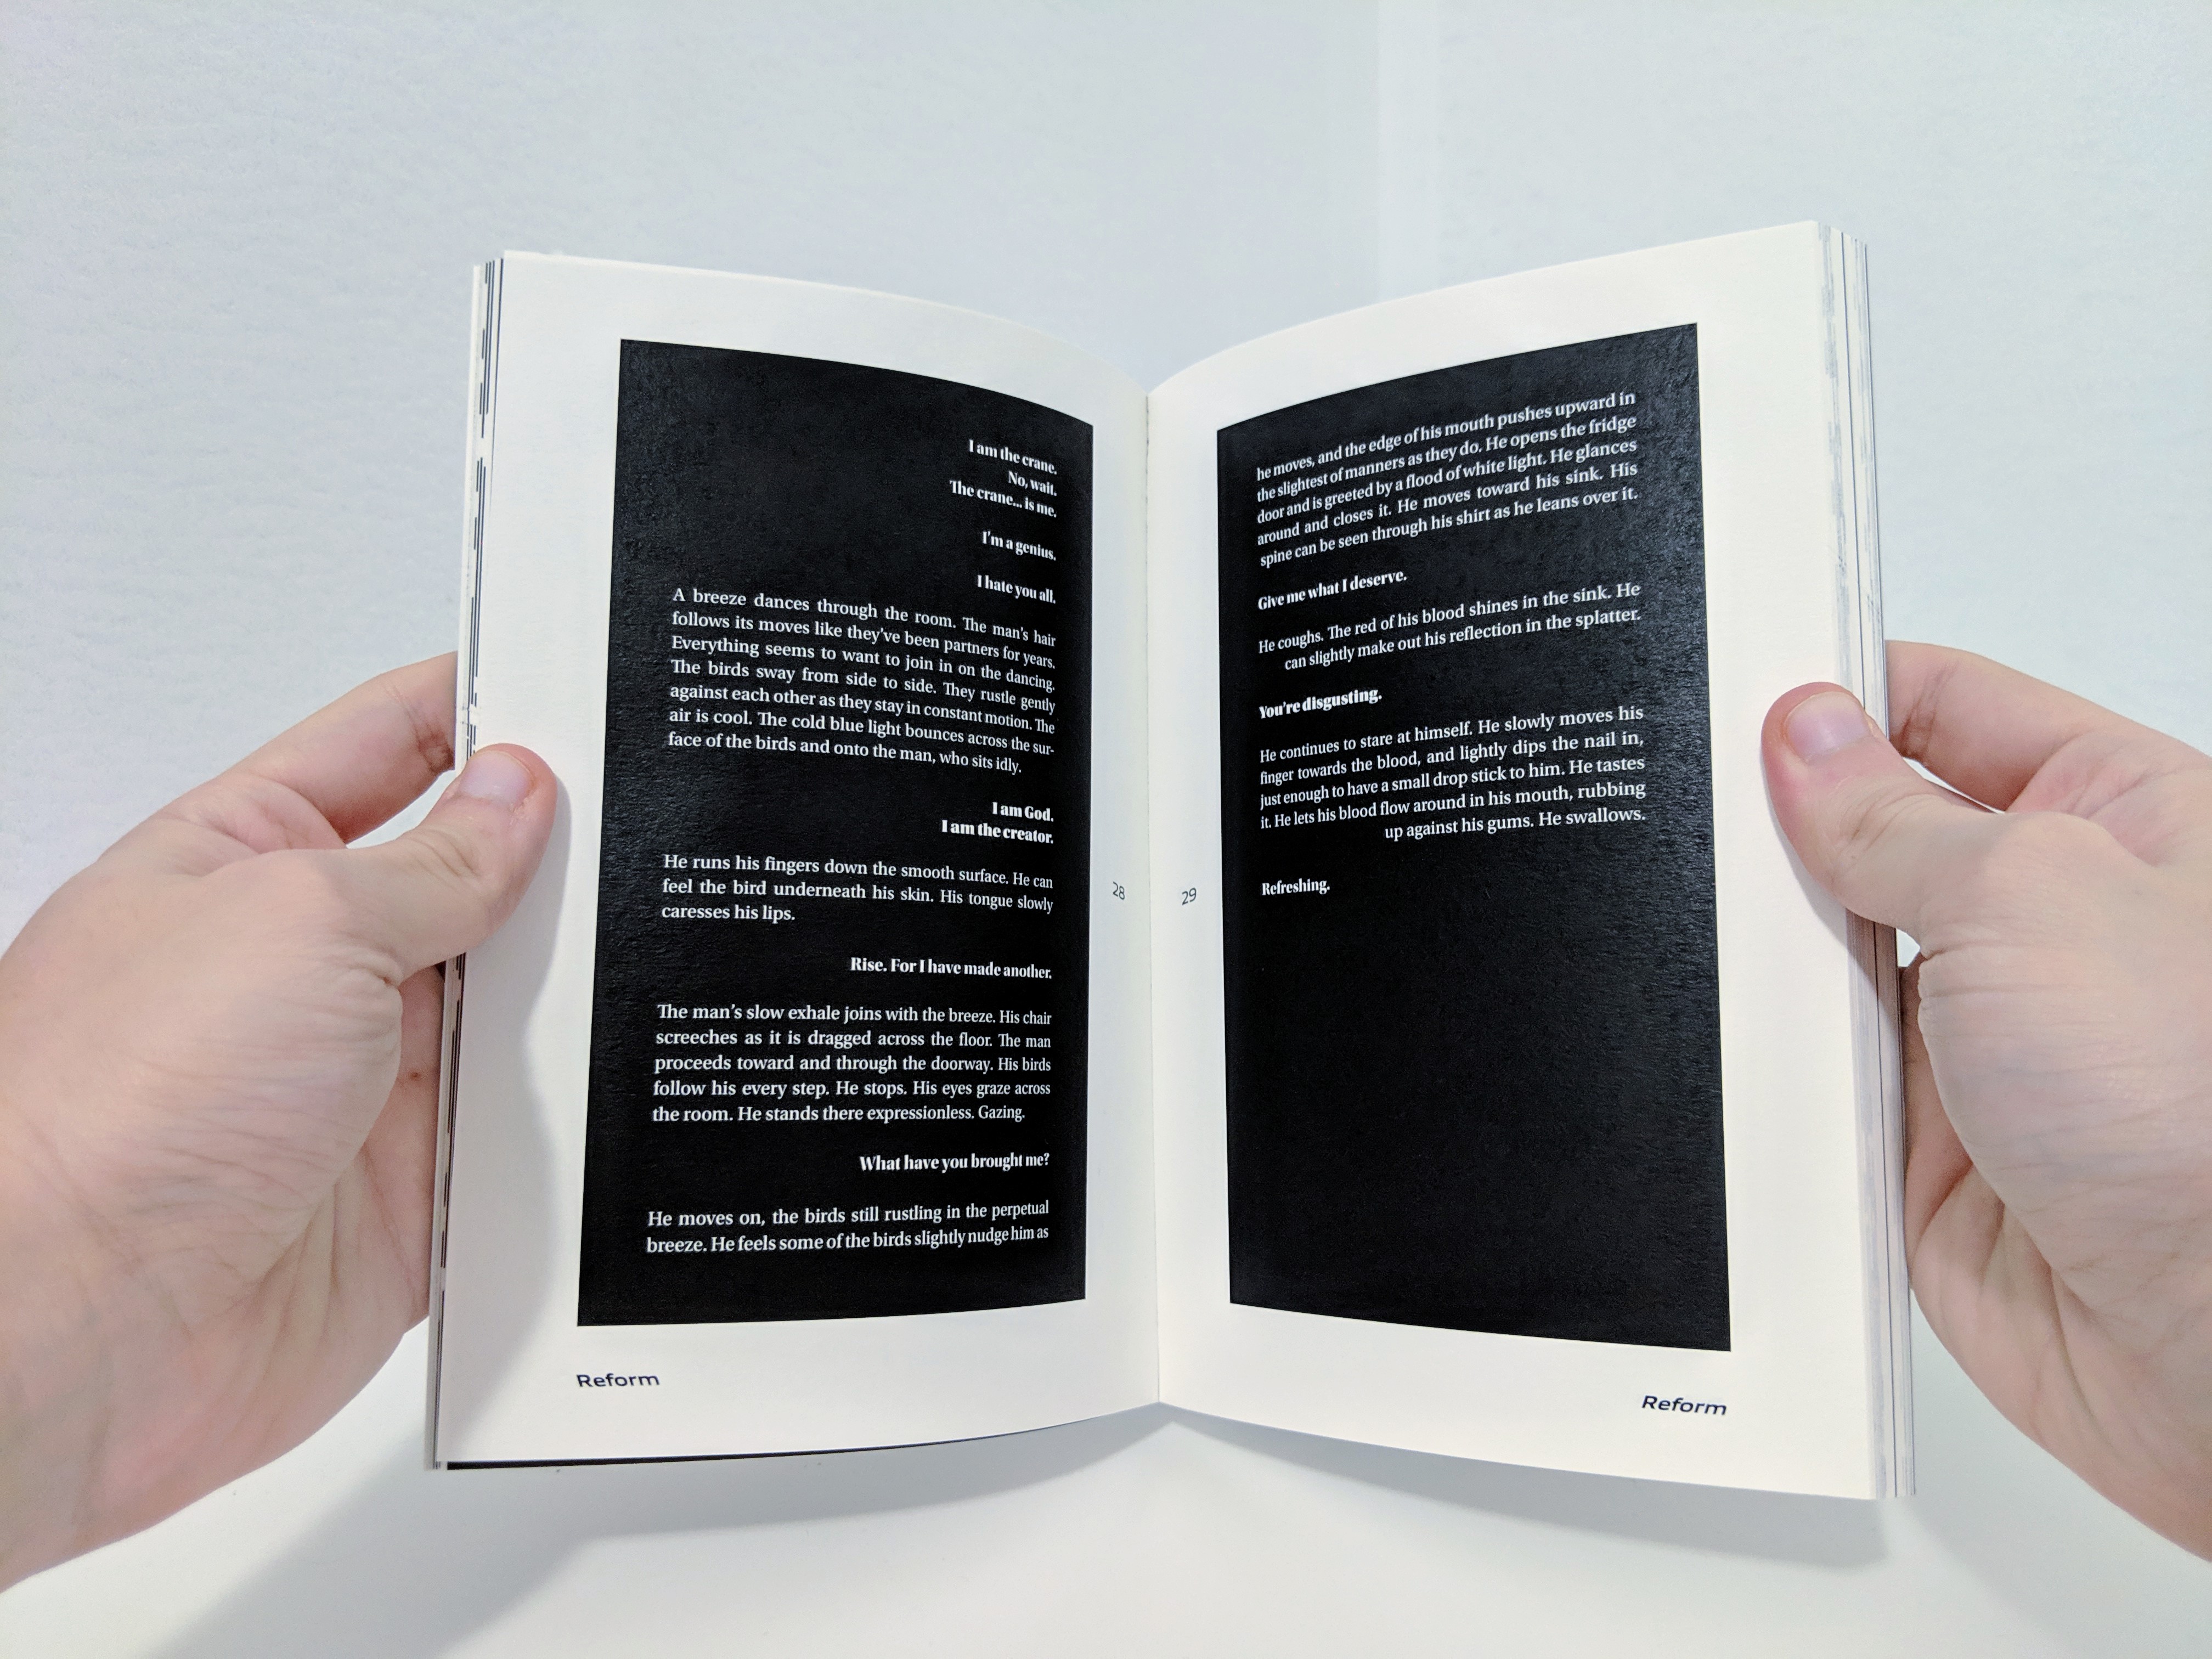 I am the crane.
No, wait.
The crane... is me.
I'm a genius.
I hate you all.
A breeze dances through the room. The man's hair
follows its moves like they've been partners for years.
Everything seems to want to join in on the dancing.
The birds sway from side to side. They rustle gently
against each other as they stay in constant motion. The
air is cool. The cold blue light bounces across the sur-
face of the birds and onto the man, who sits idly.
I am God.
I am the creator.
He runs his fingers down the smooth surface. He can
feel the bird underneath his skin. His tongue slowly
caresses his lips.
Rise. For I have made another.
The man's slow exhale joins with the breeze. His chair
screeches as it is dragged across the floor. The man
proceeds toward and through the doorway. His birds
follow his every step. He stops. His eyes graze across
the room. He stands there expressionless. Gazing.
What have you brought me?
He moves on, the birds still rustling in the perpetual
breeze. He feels some of the birds slightly nudge him as
28
Reform
he moves, and the edge of his mouth pushes upward in
the slightest of manners as they do. He opens the fridge
door and is greeted by a flood of white light. He glances
around and closes it. He moves toward his sink. His
spine can be seen through his shirt as he leans over it.
Give me what I deserve.
He coughs. The red of his blood shines in the sink. He
can slightly make out his reflection in the splatter.
You're disgusting.
He continues to stare at himself. He slowly moves his
finger towards the blood, and lightly dips the nail in,
just enough to have a small drop stick to him. He tastes
it. He lets his blood flow around in his mouth, rubbing
up against his gums. He swallows.
Refreshing.
29
Reform